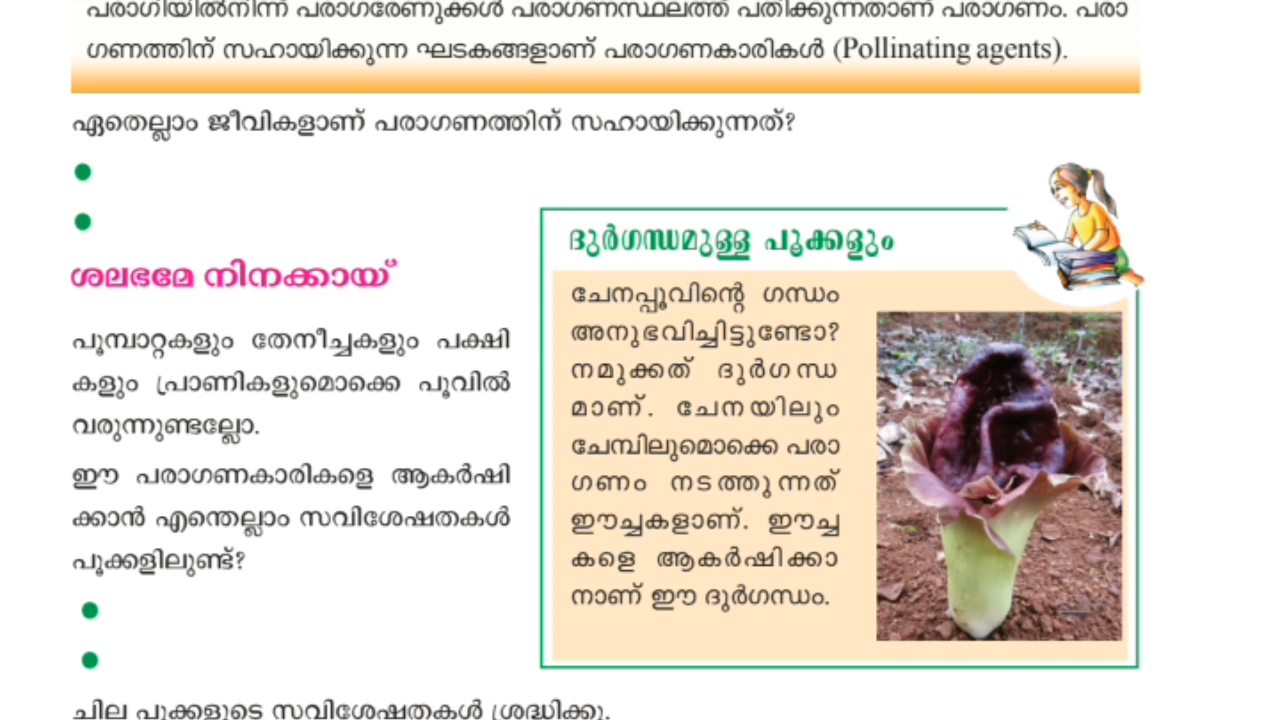 പരാഗിയിൽനിന്ന് പരാഗരേണുക്കൾ പരാഗണസ്ഥലത്ത് പതിക്കുന്നതാണ് പരാഗണം. പരാ
ഗണത്തിന് സഹായിക്കുന്ന ഘടകങ്ങളാണ് പരാഗണകാരികൾ (Pollinating agents).
ഏതെല്ലാം ജീവികളാണ് പരാഗണത്തിന് സഹായിക്കുന്നത്?
ശലഭമേ നിനക്കായ്
പൂമ്പാറ്റകളും തേനീച്ചകളും പക്ഷി
കളും പ്രാണികളുമൊക്കെ പൂവിൽ
വരുന്നുണ്ടല്ലോ.
ഈ പരാഗണകാരികളെ ആകർഷി
ക്കാൻ എന്തെല്ലാം സവിശേഷതകൾ
പൂക്കളിലുണ്ട്?
ദുർഗന്ധമുള്ള പൂക്കളും
ചേനപ്പൂവിന്റെ ഗന്ധം
അനുഭവിച്ചിട്ടുണ്ടോ?
നമുക്കത് ദുർഗന്ധ
മാണ്. ചേനയിലും
ചേമ്പിലുമൊക്കെ പരാ
ഗണം നടത്തുന്നത്
ഈച്ചകളാണ്. ഈച്ച
കളെ ആകർഷിക്കാ
നാണ് ഈ ദുർഗന്ധം.
ചില പൂക്കളുടെ സവിശേഷതകൾ ശ്രദ്ധിക്കൂ.